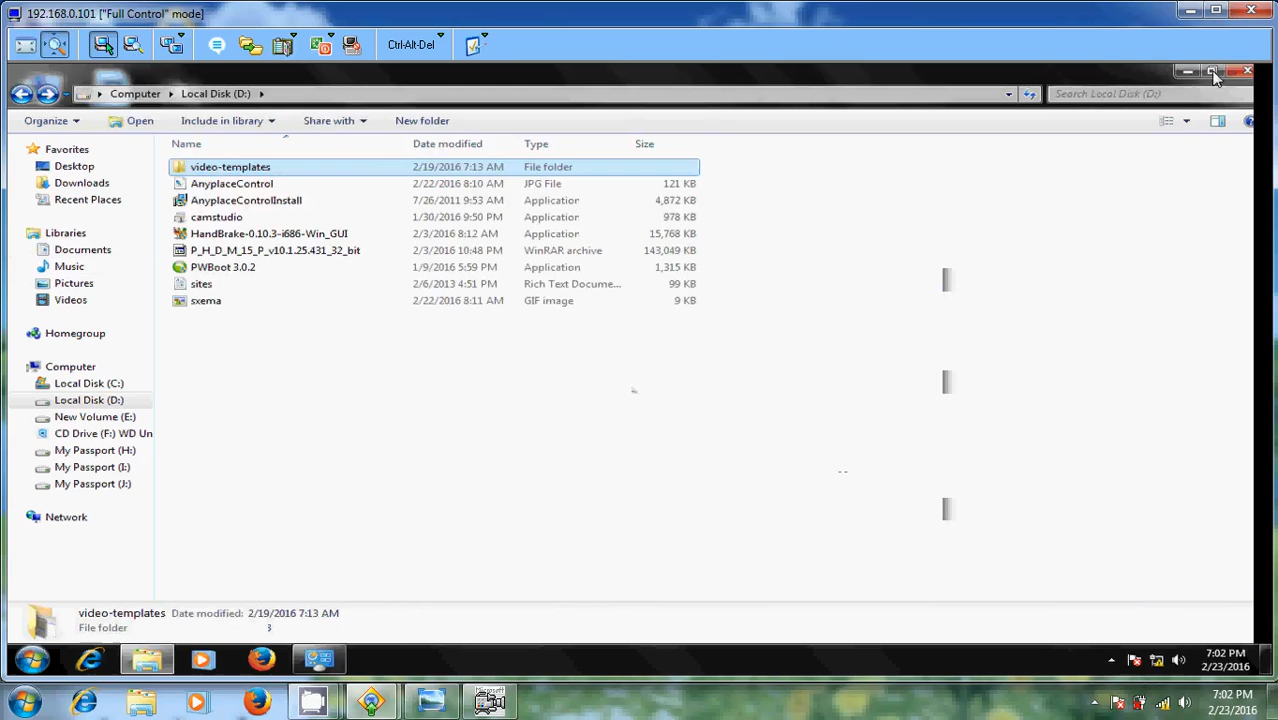 192.168.0.101 ["Full Control" mode]
Ctrl-Alt-Del
Computer Local Disk (D:)
Search Local Disk (D:)
Organize Open Include in library Share with New folder
Name Date modified Type Size
Favorites
Desktop
Downloads
Recent Places
Libraries
Documents
Music
Pictures
Videos
Homegroup
Computer
Local Disk (C:)
Local Disk (D:)
New Volume (E:)
CD Drive (F:) WD Un
My Passport (H:)
My Passport (I:)
My Passport (J:)
Network
video-templates 2/19/2016 7:13 AM File folder
AnyplaceControl 2/22/2016 8:10 AM JPG File 121 KB
AnyplaceControlInstall 7/26/2011 9:53 AM Application 4,872 KB
camstudio 1/30/2016 9:50 PM Application 978 KB
HandBrake-0.10.3-i686-Win_GUI 2/3/2016 8:12 AM Application 15,768 KB
P_H_D_M_15_P_v10.1.25.431_32_bit 2/3/2016 10:48 PM WinRAR archive 143,049 KB
PWBoot 3.0.2 1/9/2016 5:59 PM Application 1,315 KB
sites 2/6/2013 4:51 PM Rich Text Docume... 99 KB
sxema 2/22/2016 8:11 AM GIF image 9 KB
video-templates Date modified: 2/19/2016 7:13 AM
File folder
7:02 PM
2/23/2016
7:02 PM
2/23/2016